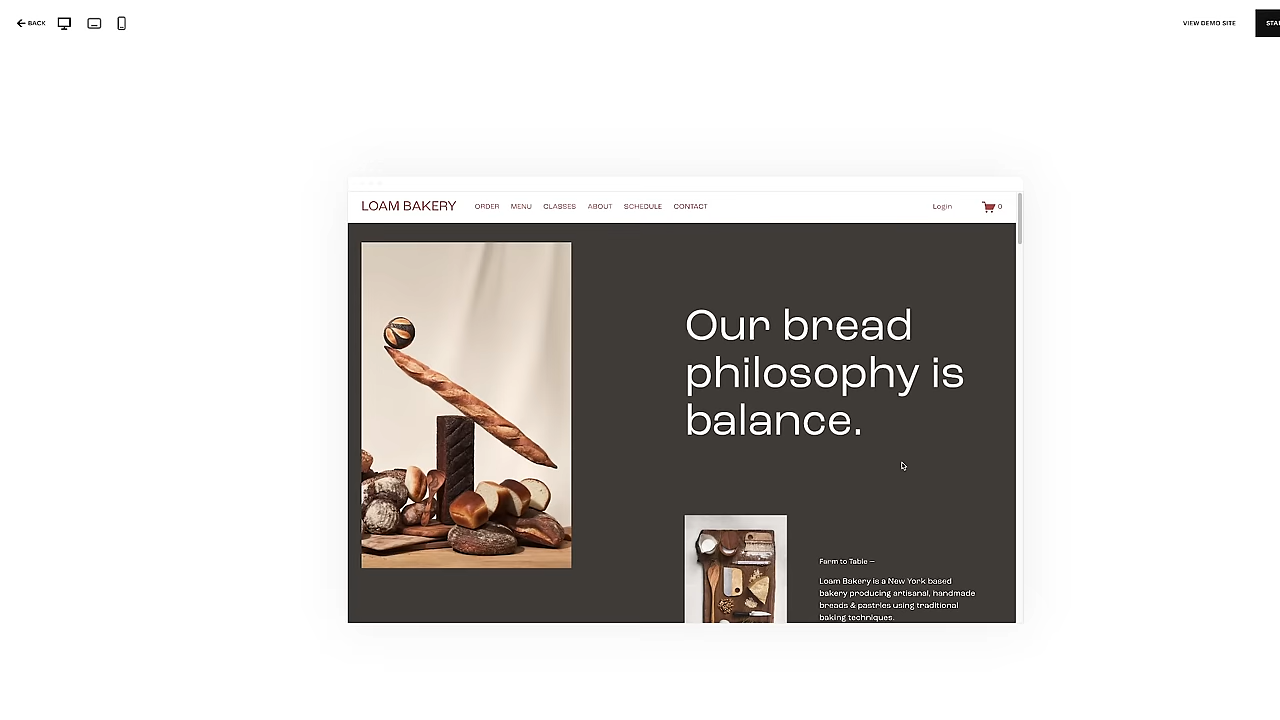 BACK
VIEW DEMO SITE
LOAM BAKERY
ORDER MENU CLASSES ABOUT SCHEDULE CONTACT
Login
0
Our bread
philosophy is
balance.
Farm to Table —
Loam Bakery is a New York based
bakery producing artisanal, handmade
breads & pastries using traditional
baking techniques.